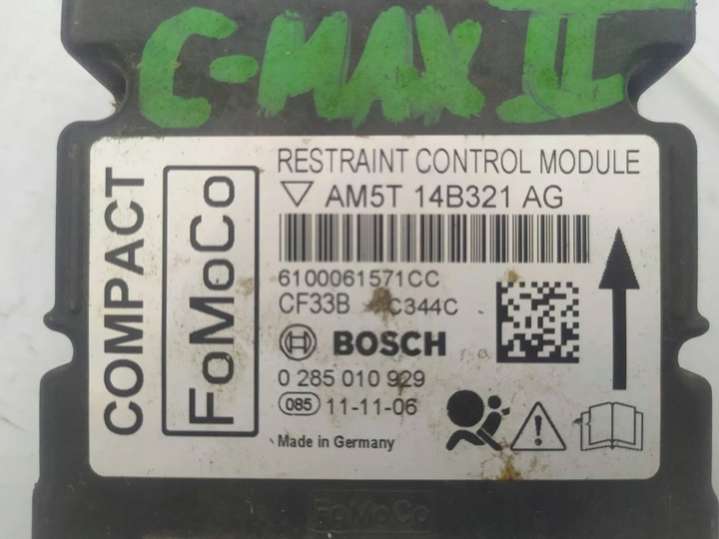 C-MAX II
COMPACT
FoMoCo
RESTRAINT CONTROL MODULE
AM5T 14B321 AG
6100061571CC
CF33B C344C
BOSCH
0 285 010 929
085 11-11-06
Made in Germany
FoMoCo